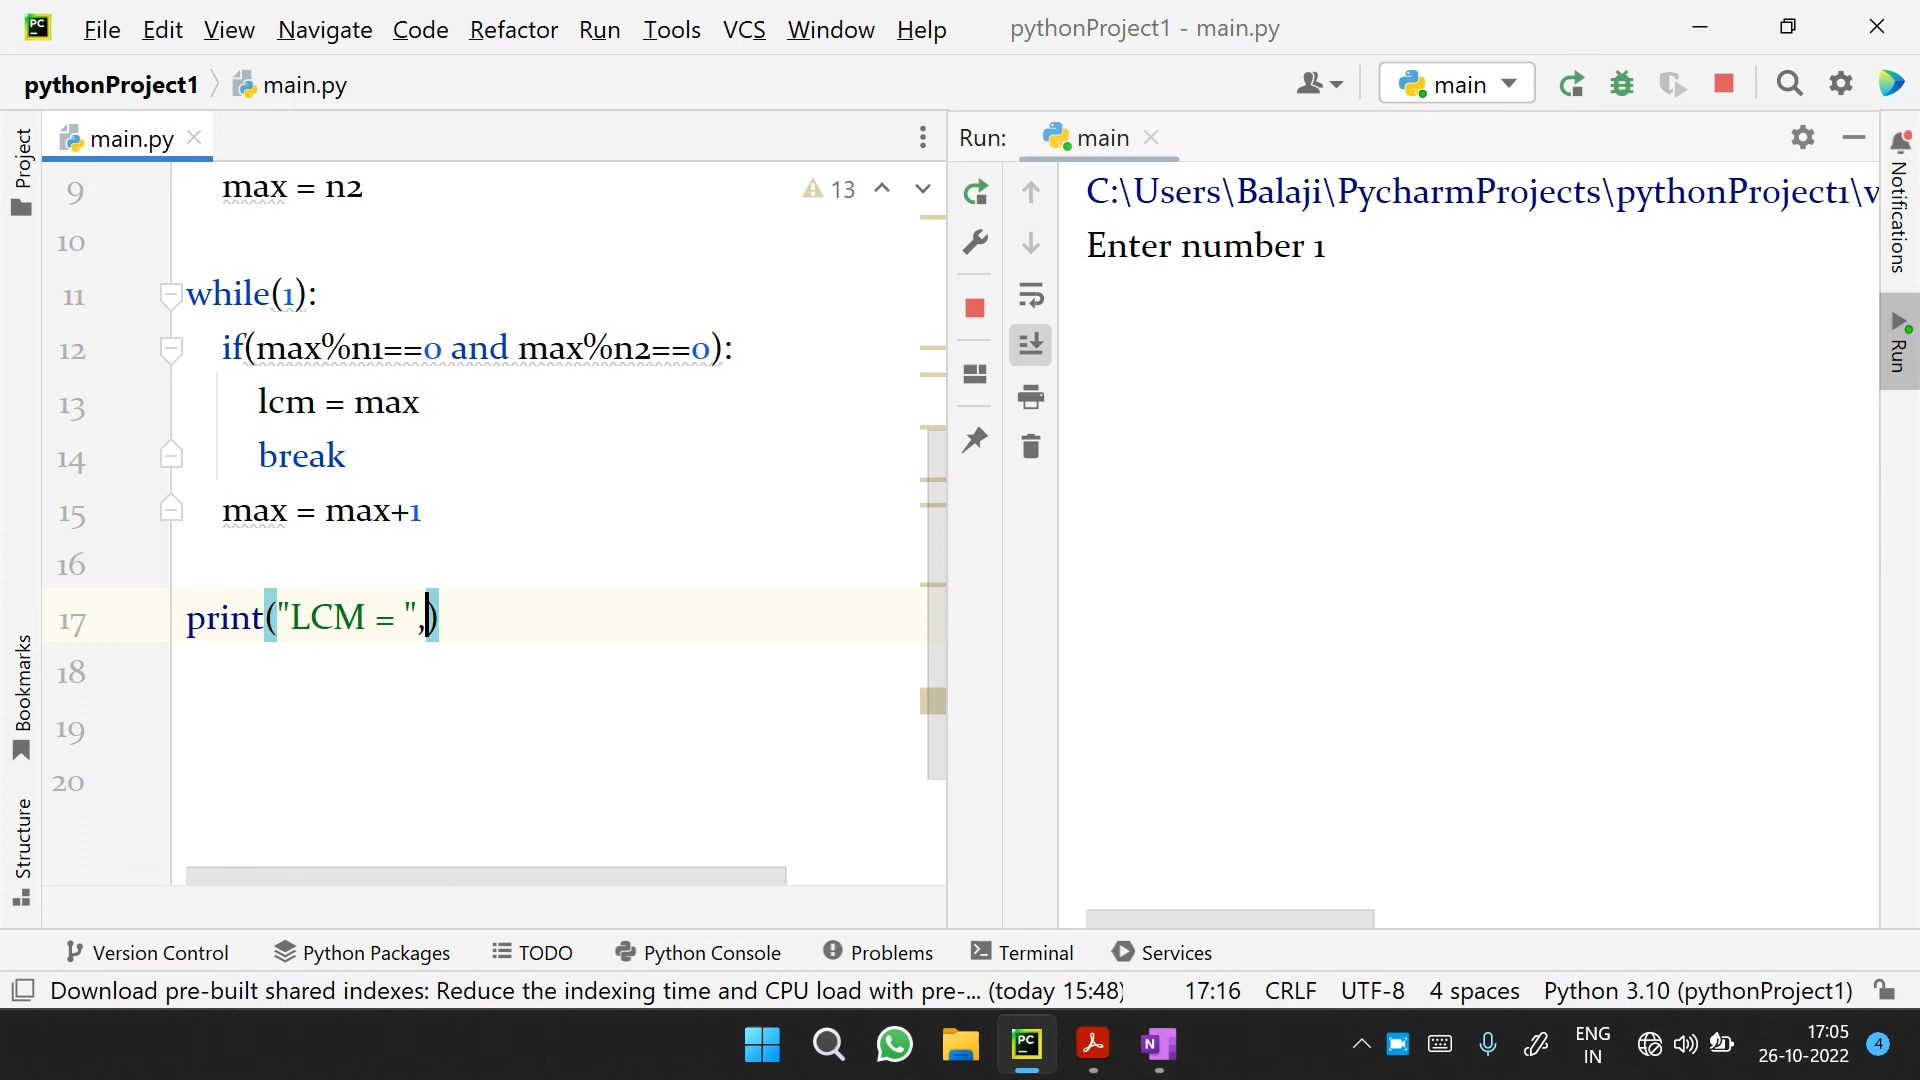 PC File Edit View Navigate Code Refactor Run Tools VCS Window Help pythonProject1 - main.py
pythonProject1 main.py main
Project
Bookmarks
Structure
main.py
9 max = n2 13
10
11 while(1):
12 if(max%n1==0 and max%n2==0):
13 lcm = max
14 break
15 max = max+1
16
17 print("LCM = ",)
18
19
20
Run: main
C:\Users\Balaji\PycharmProjects\pythonProject1\v
Enter number 1
Notifications
Run
Version Control Python Packages TODO Python Console Problems Terminal Services
Download pre-built shared indexes: Reduce the indexing time and CPU load with pre-... (today 15:48) 17:16 CRLF UTF-8 4 spaces Python 3.10 (pythonProject1)
PC N ENG 17:05 4
IN 26-10-2022